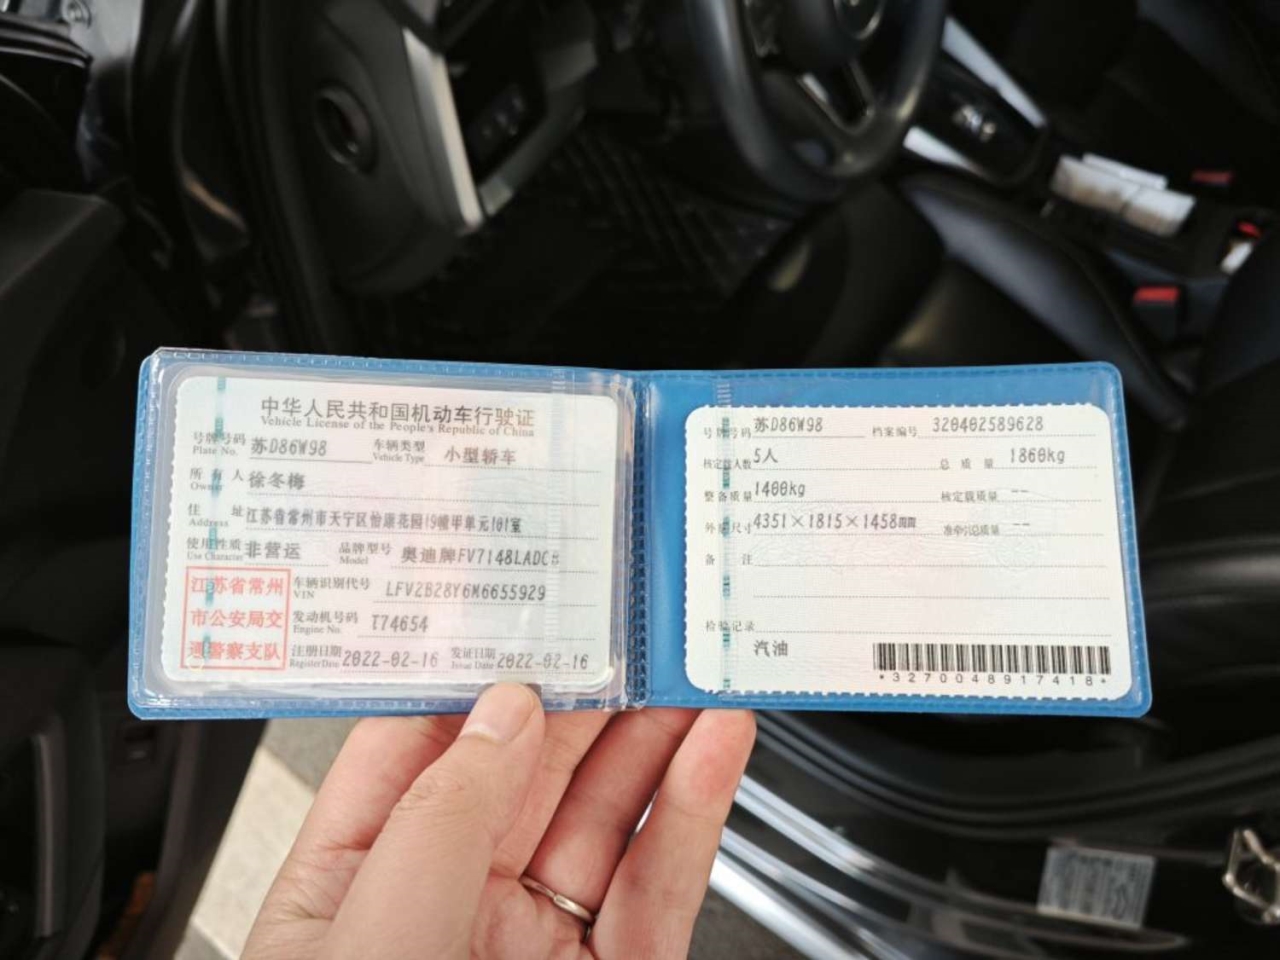 中华人民共和国机动车行驶证
Vehicle License of the People's Republic of China
号牌号码 苏D86W98 车辆类型 小型轿车
Plate No. Vehicle Type
所有人 徐冬梅
Owner
住址 江苏省常州市天宁区怡康花园19幢甲单元101室
Address
使用性质 非营运 品牌型号 奥迪牌FV7148LADC
Use Character Model
江苏省常州
市公安局交
通警察支队
车辆识别代号 LFV2B28Y6M6655929
VIN
发动机号码 T74654
Engine No.
注册日期 2022-02-16 发证日期 2022-02-16
Register Date Issue Date
号牌号码 苏D86W98 档案编号 320402589628
核定载人数 5人 总质量 1860kg
整备质量 1400kg 核定载质量 --
外廓尺寸 4351×1815×1458mm 准牵引总质量 --
备注
检验记录
汽油
*3270048917418*